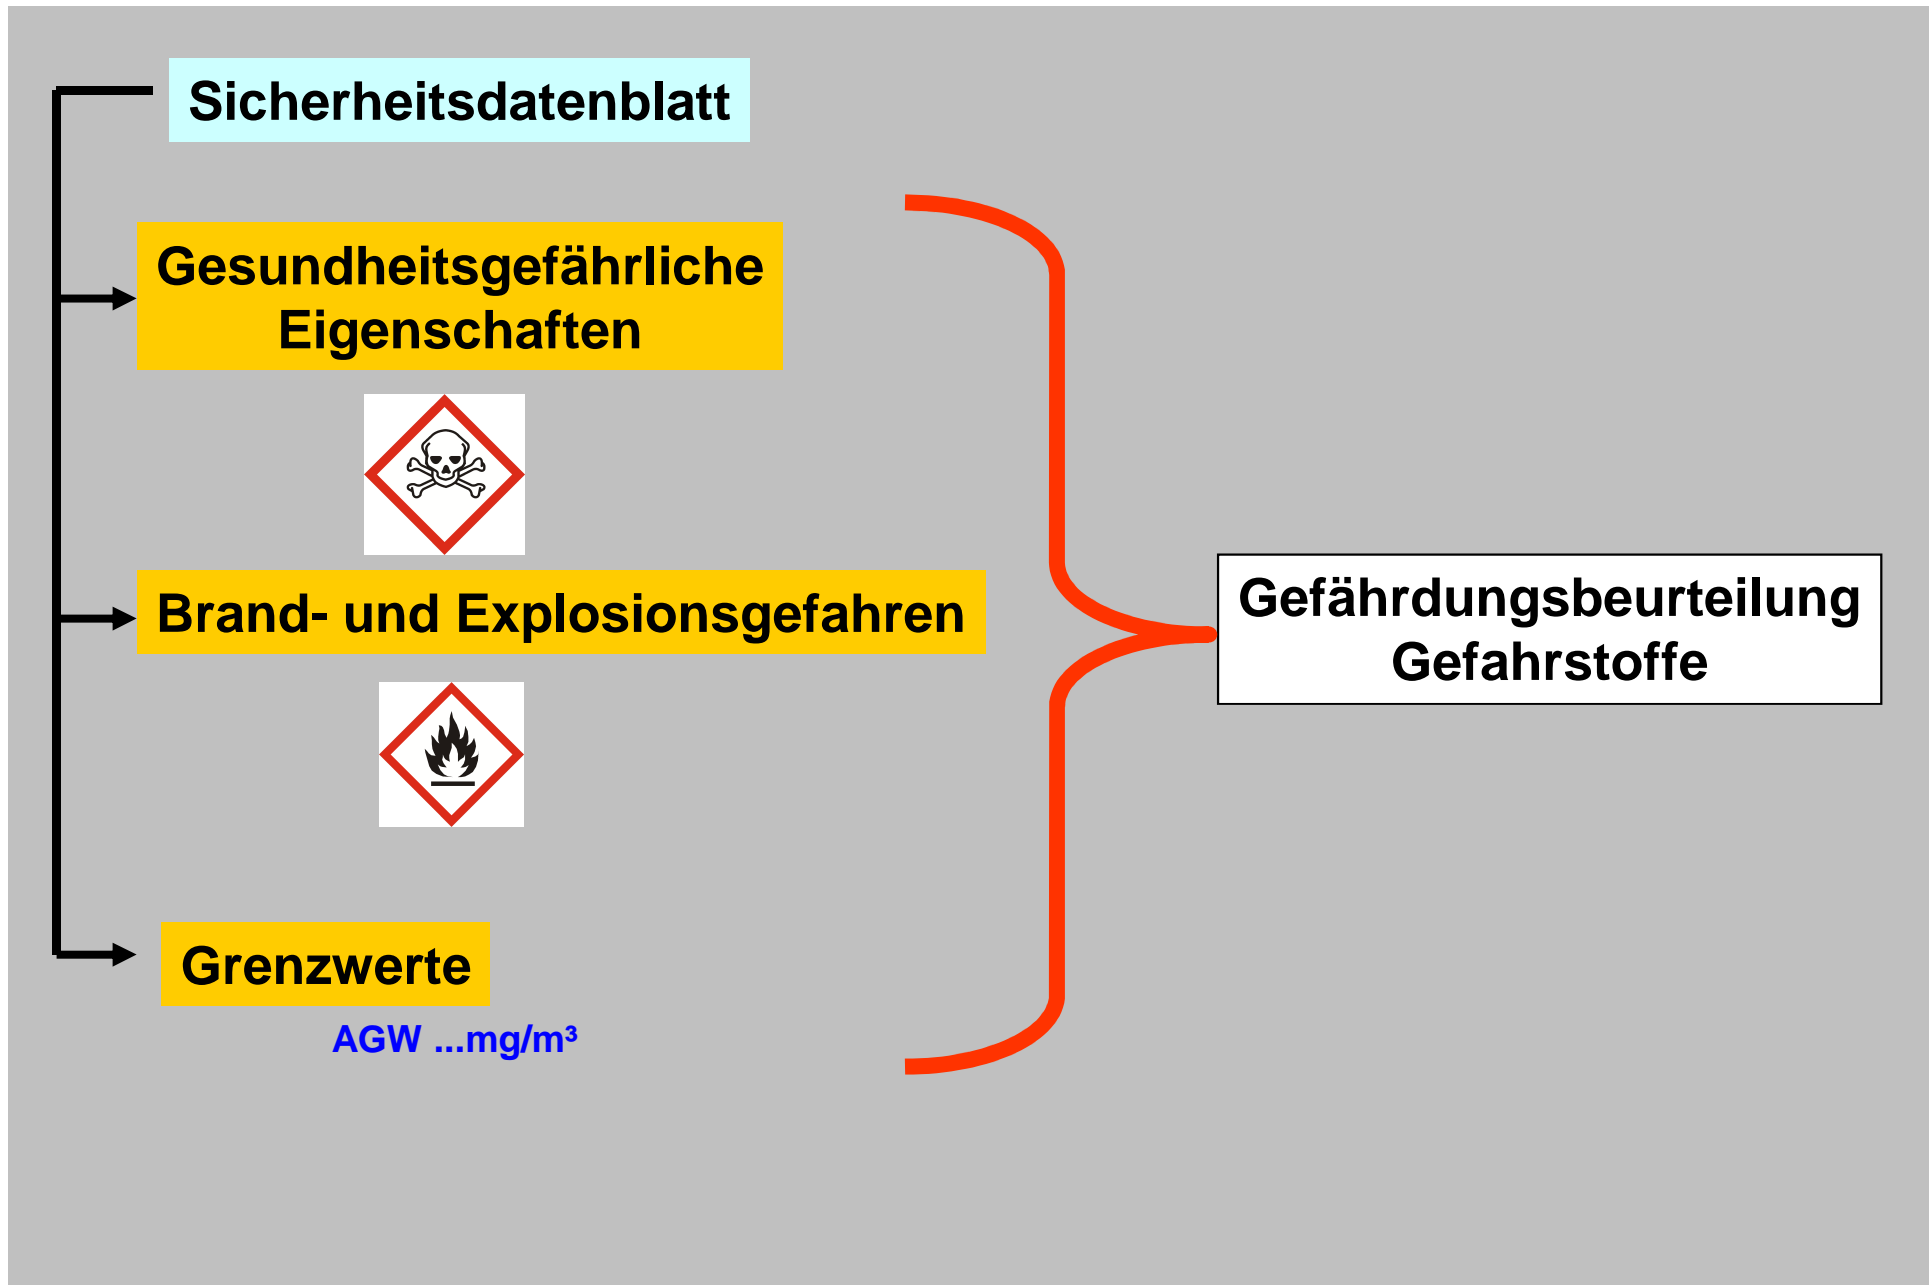 Sicherheitsdatenblatt
Gesundheitsgefährliche
Eigenschaften
Brand- und Explosionsgefahren
Grenzwerte
AGW ...mg/m³
Gefährdungsbeurteilung
Gefahrstoffe